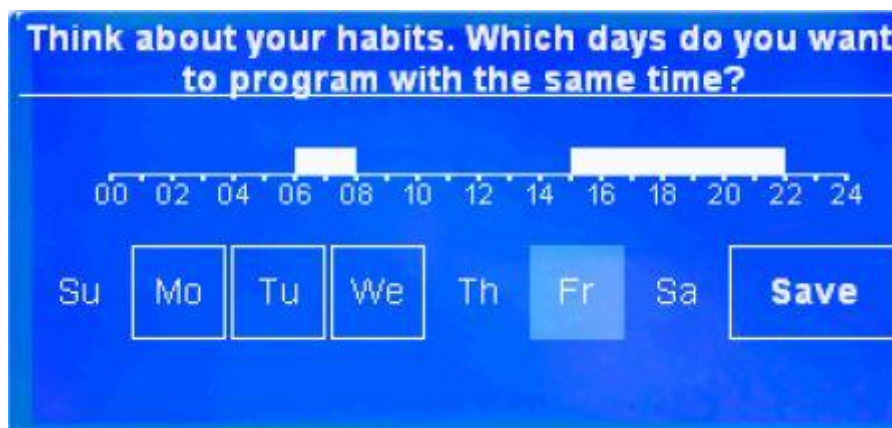 Think about your habits. Which days do you want
to program with the same time?
00 02 04 06 08 10 12 14 16 18 20 22 24
Su Mo Tu We Th Fr Sa Save